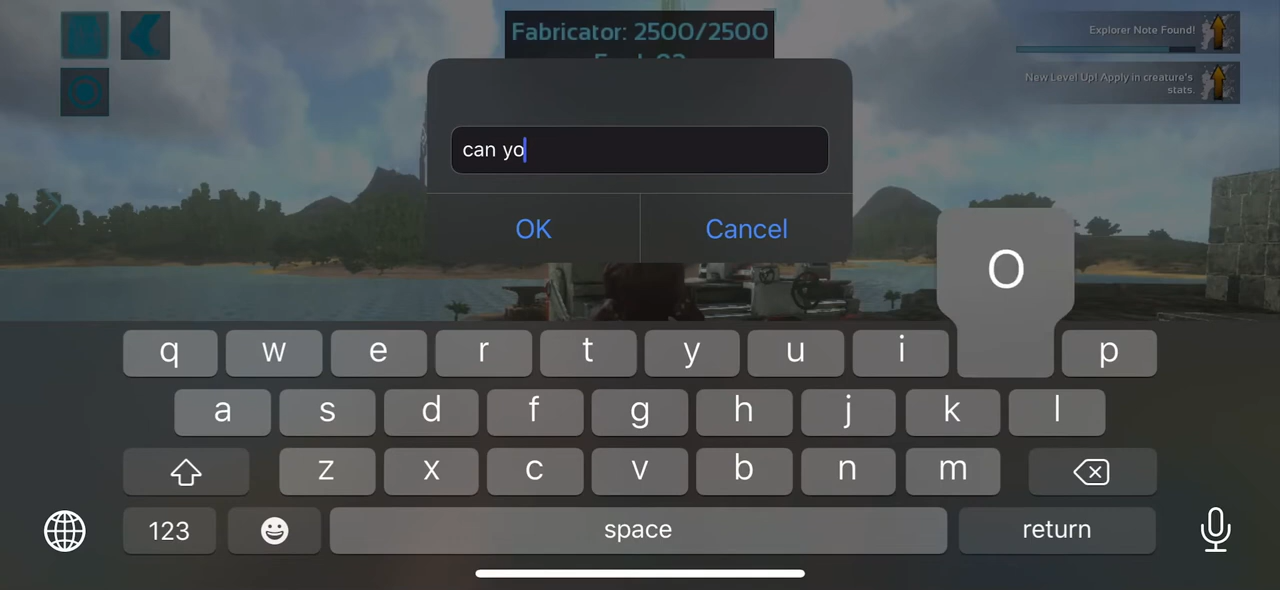 Fabricator: 2500/2500
Explorer Note Found!
New Level Up! Apply in creature's
stats.
can yo
OK
Cancel
O
q w e r t y u i p
a s d f g h j k l
z x c v b n m
123
space
return